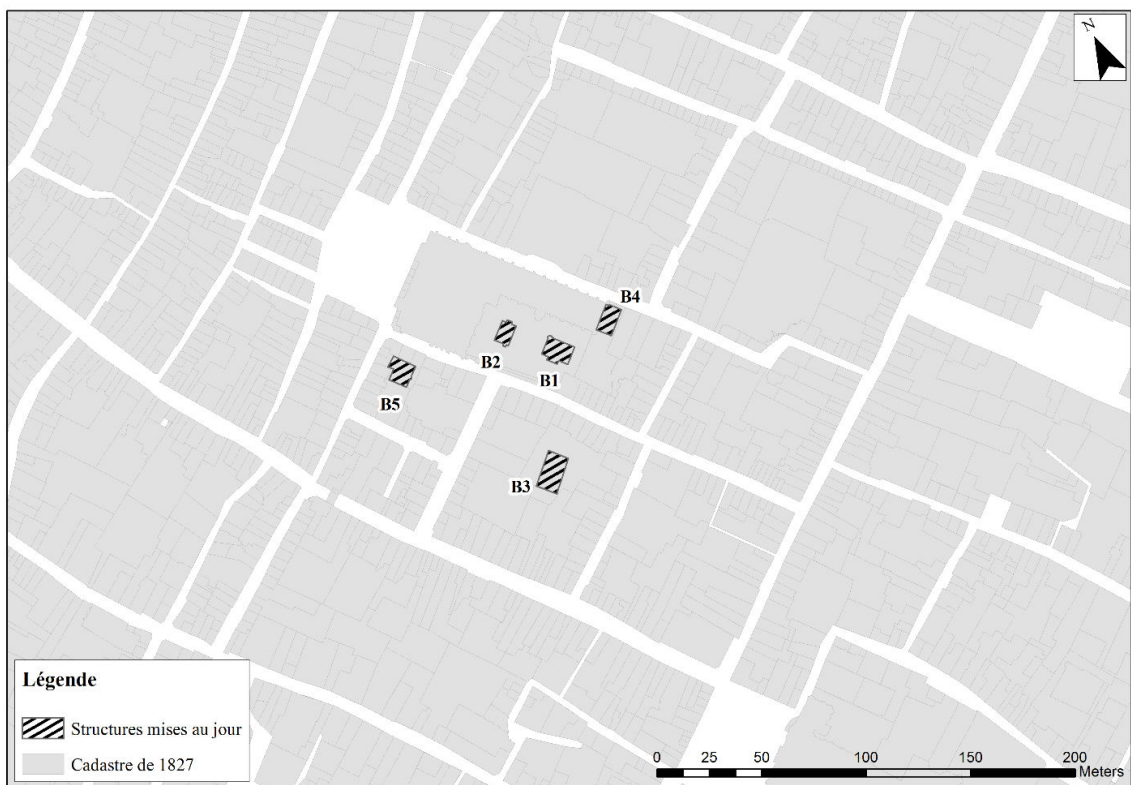 N
B4
B2
B1
B5
B3
Légende
Structures mises au jour
Cadastre de 1827
0 25 50 100 150 200
Meters